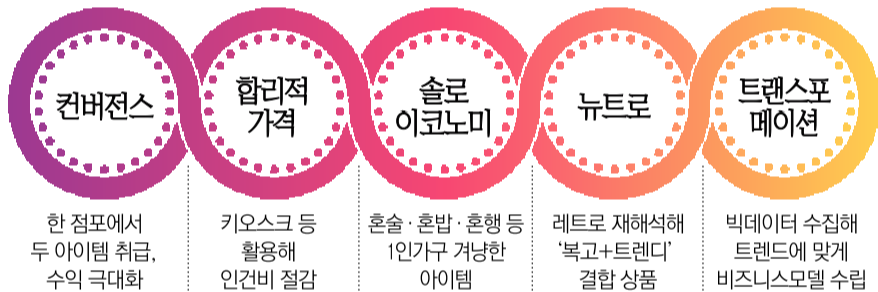 컨버전스
합리적
가격
솔로
이코노미
뉴트로
트랜스포
메이션
한 점포에서
두 아이템 취급,
수익 극대화
키오스크 등
활용해
인건비 절감
혼술·혼밥·혼행 등
1인가구 겨냥한
아이템
레트로 재해석해
‘복고+트렌디’
결합 상품
빅데이터 수집해
트렌드에 맞게
비즈니스모델 수립